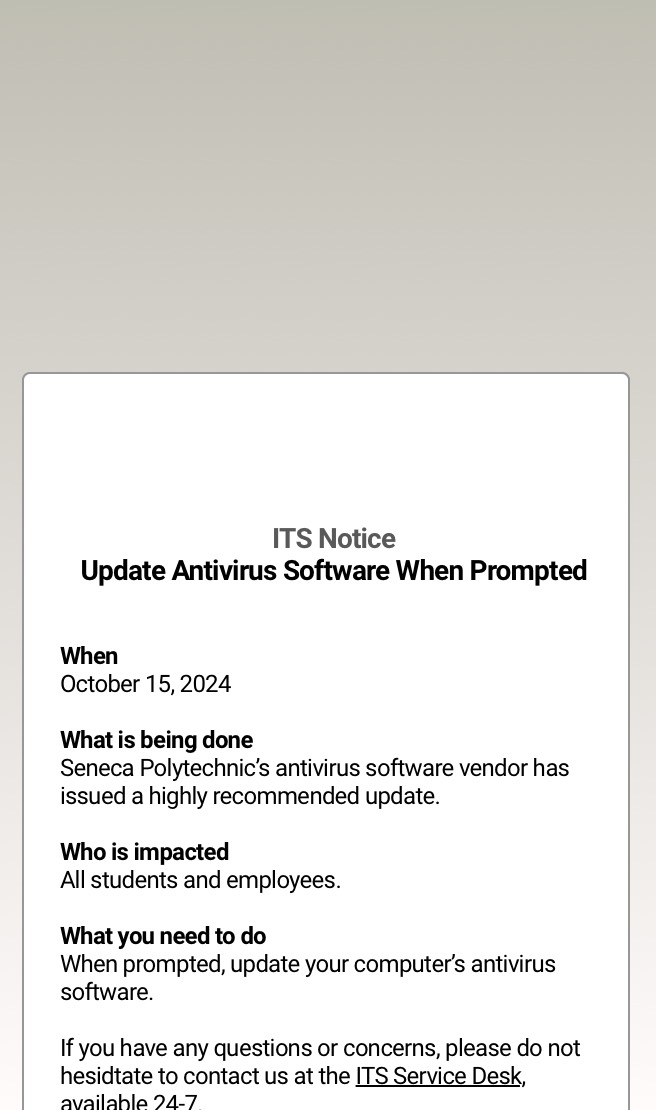 ITS Notice
Update Antivirus Software When Prompted
When
October 15, 2024
What is being done
Seneca Polytechnic’s antivirus software vendor has
issued a highly recommended update.
Who is impacted
All students and employees.
What you need to do
When prompted, update your computer’s antivirus
software.
If you have any questions or concerns, please do not
hesidtate to contact us at the ITS Service Desk,
available 24-7.